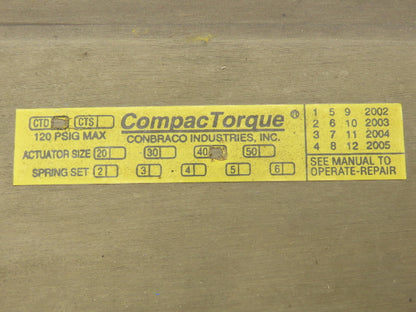 CTD CTS CompacTorque ®
120 PSIG MAX CONBRACO INDUSTRIES, INC.
ACTUATOR SIZE 20 30 40 50
SPRING SET 2 3 4 5 6
1 5 9 2002
2 6 10 2003
3 7 11 2004
4 8 12 2005
SEE MANUAL TO
OPERATE-REPAIR